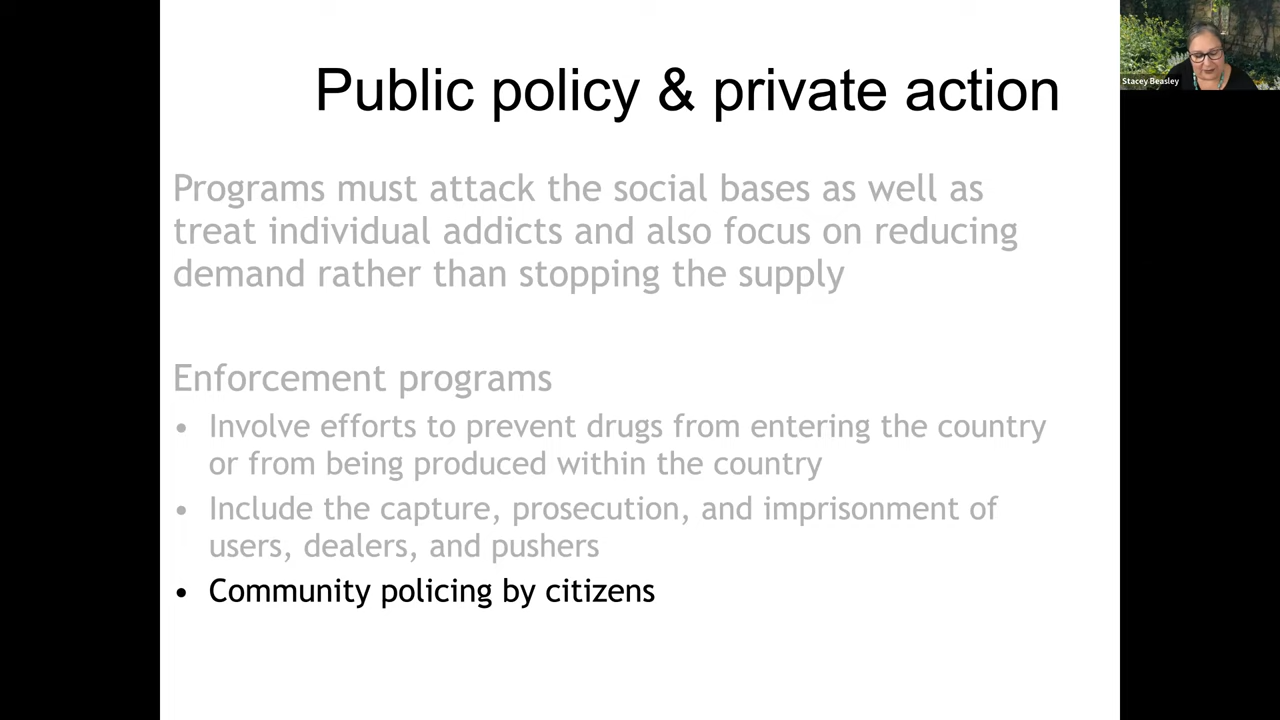 Public policy & private action
Stacey Beasley
Programs must attack the social bases as well as
treat individual addicts and also focus on reducing
demand rather than stopping the supply
Enforcement programs
• Involve efforts to prevent drugs from entering the country
or from being produced within the country
• Include the capture, prosecution, and imprisonment of
users, dealers, and pushers
• Community policing by citizens